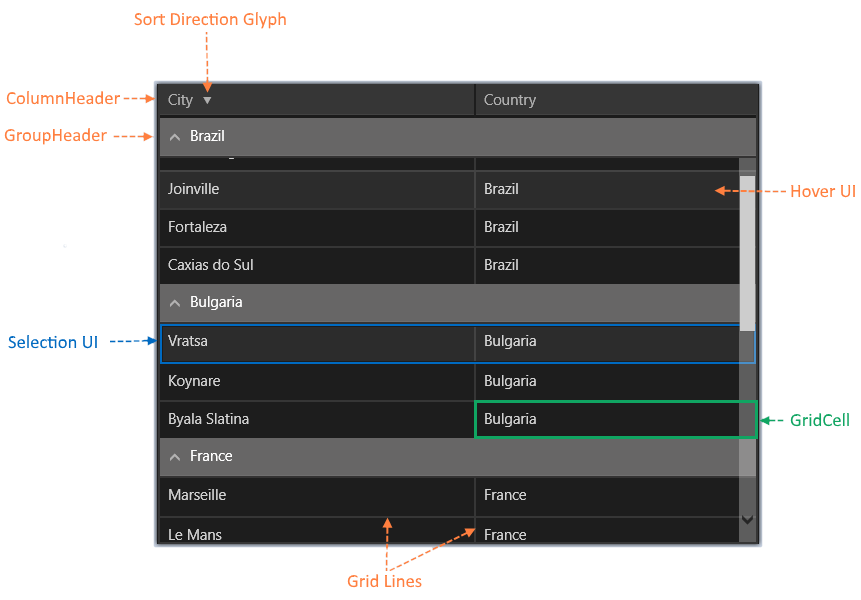 Sort Direction Glyph
ColumnHeader
City Country
GroupHeader
Brazil
Joinville Brazil
Hover UI
Fortaleza Brazil
Caxias do Sul Brazil
Bulgaria
Selection UI
Vratsa Bulgaria
Koynare Bulgaria
Byala Slatina Bulgaria
GridCell
France
Marseille France
Le Mans France
Grid Lines